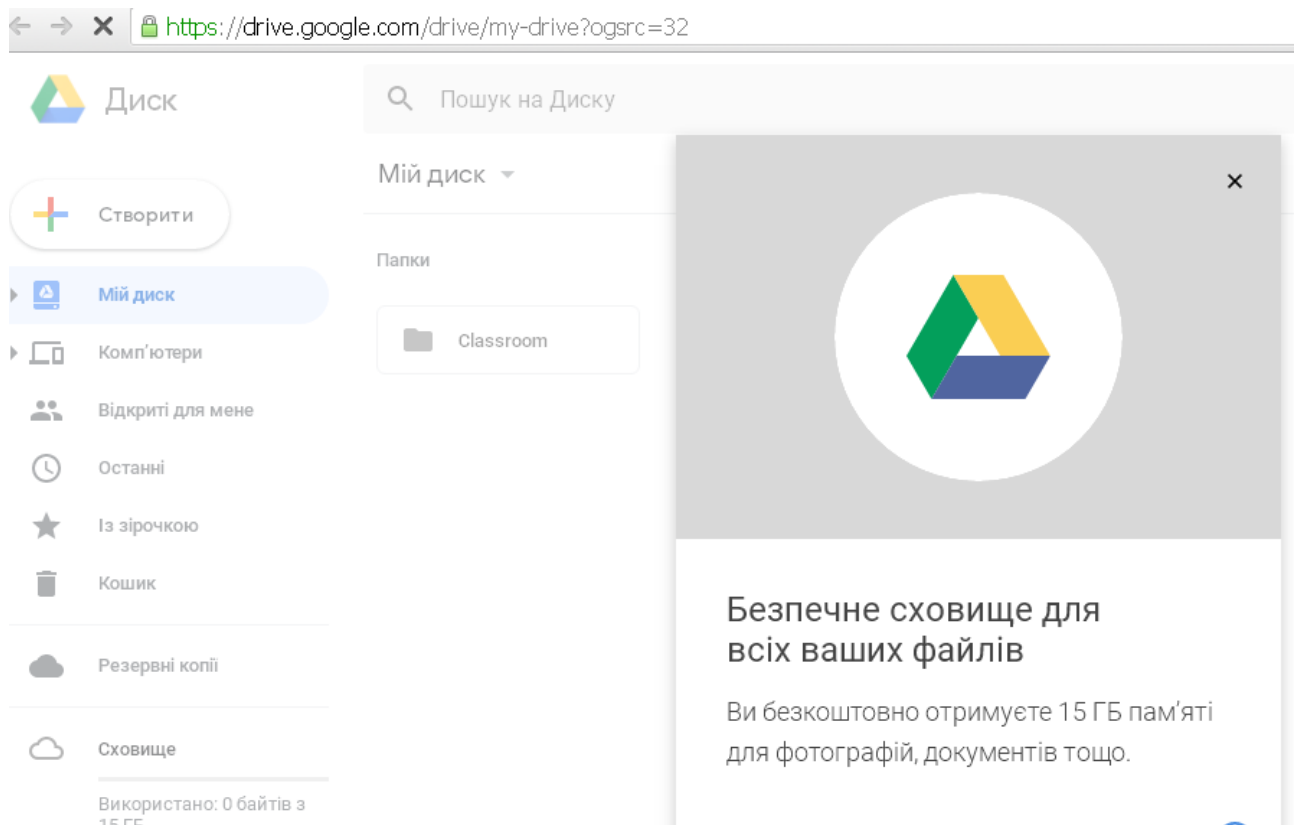 https://drive.google.com/drive/my-drive?ogsrc=32
Диск
Пошук на Диску
Мій диск
Створити
Папки
Мій диск
Classroom
Комп’ютери
Відкриті для мене
Останні
Із зірочкою
Кошик
Резервні копії
Сховище
Використано: 0 байтів з
15 ГБ
Безпечне сховище для
всіх ваших файлів
Ви безкоштовно отримуєте 15 ГБ пам’яті
для фотографій, документів тощо.